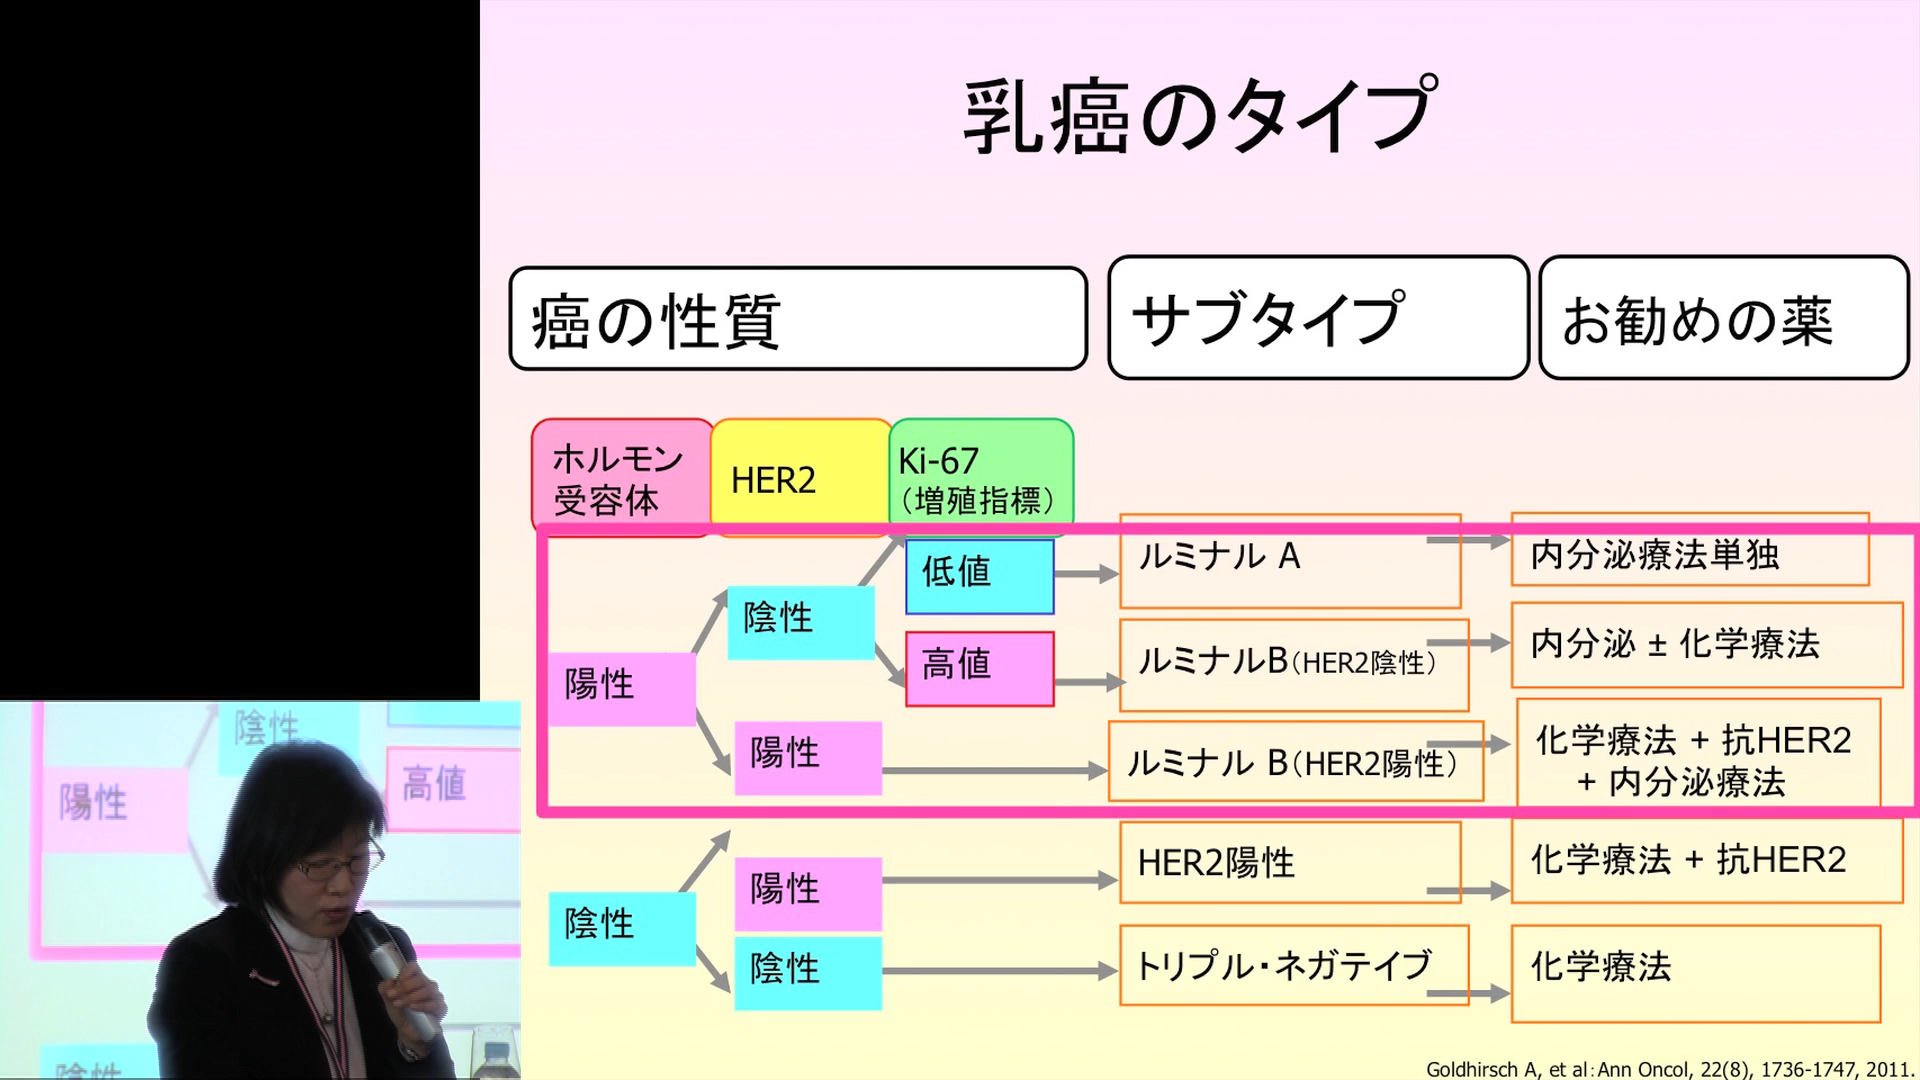 乳癌のタイプ
癌の性質
サブタイプ
お勧めの薬
ホルモン
受容体
HER2
Ki-67
（増殖指標）
陽性
陰性
低値
ルミナル A
内分泌療法単独
高値
ルミナルB（HER2陰性）
内分泌 ± 化学療法
陽性
ルミナル B（HER2陽性）
化学療法 + 抗HER2
+ 内分泌療法
陰性
陽性
HER2陽性
化学療法 + 抗HER2
陰性
トリプル・ネガテイブ
化学療法
Goldhirsch A, et al：Ann Oncol, 22(8), 1736-1747, 2011.
陰性
陽性
高値
陰性